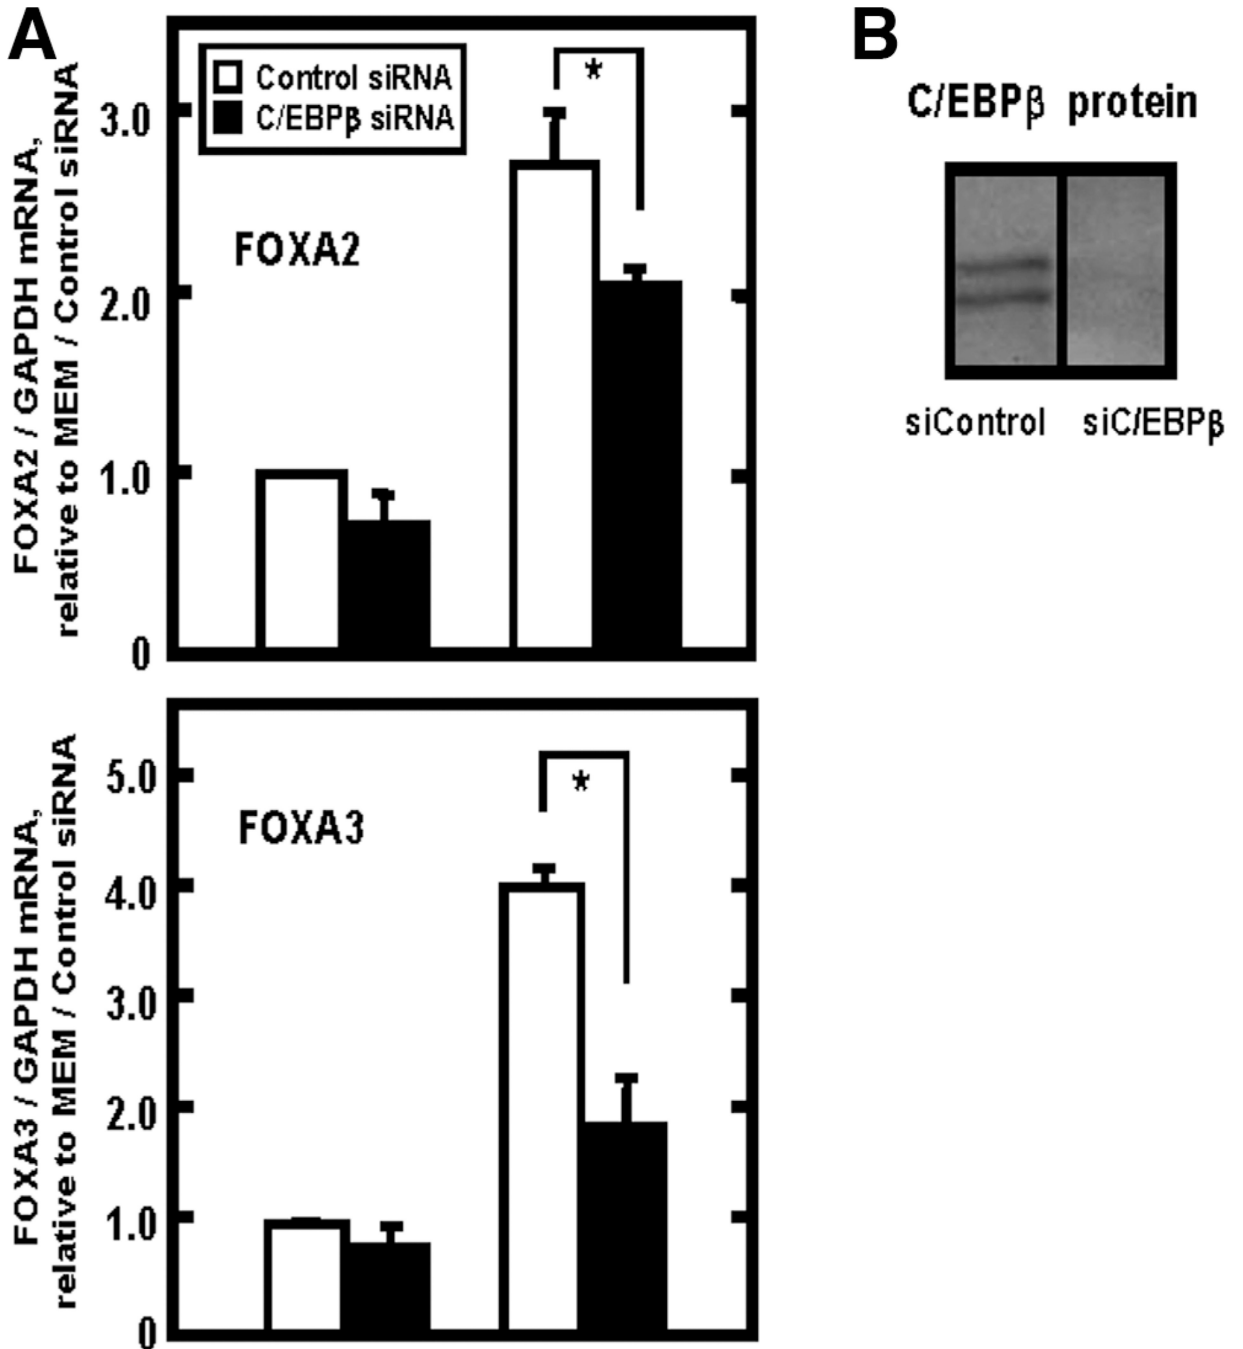 A
FOXA2 / GAPDH mRNA,
relative to MEM / Control siRNA
3.0
2.0
1.0
0
Control siRNA
C/EBPβ siRNA
*
FOXA2
FOXA3 / GAPDH mRNA,
relative to MEM / Control siRNA
5.0
4.0
3.0
2.0
1.0
0
*
FOXA3
B
C/EBPβ protein
siControl siC/EBPβ